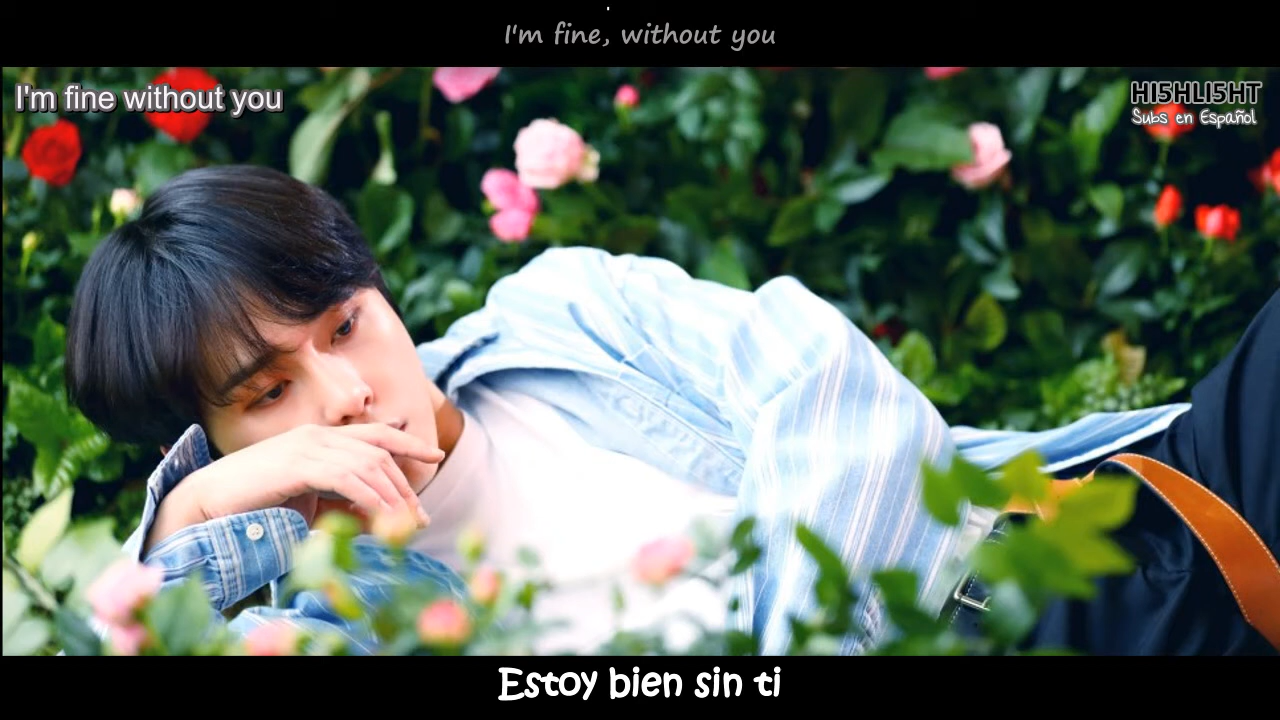 I'm fine, without you
I'm fine without you
HI5HLI5HT
Subs en Español
Estoy bien sin ti